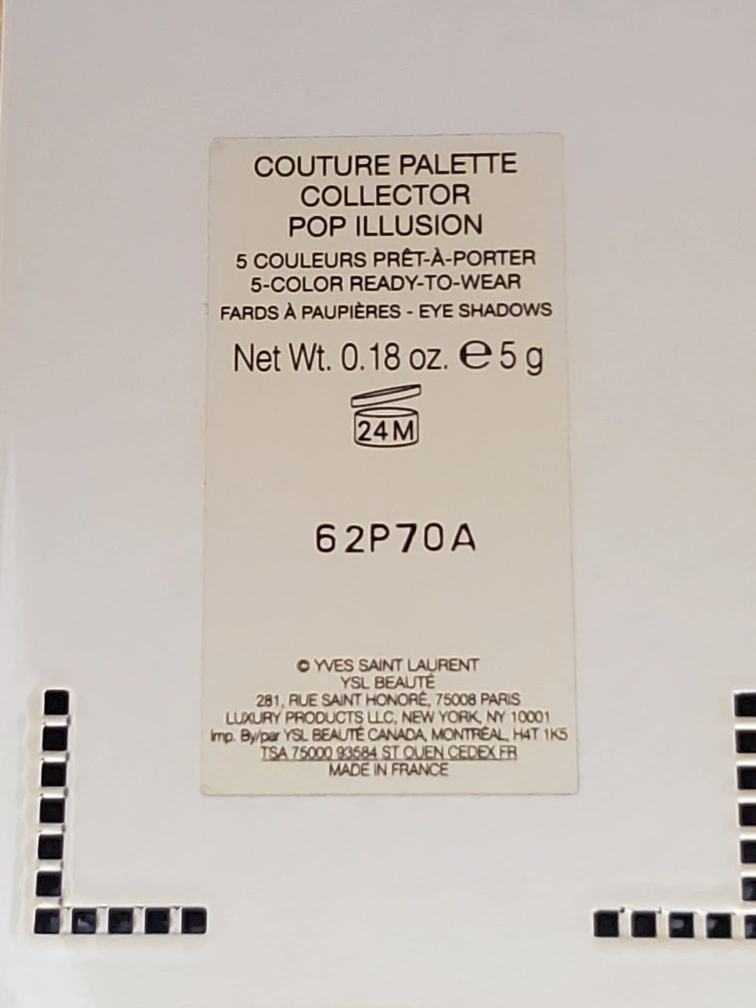 COUTURE PALETTE
COLLECTOR
POP ILLUSION
5 COULEURS PRÊT-À-PORTER
5-COLOR READY-TO-WEAR
FARDS À PAUPIÈRES - EYE SHADOWS
Net Wt. 0.18 oz. ℮ 5 g
24 M
62P70A
© YVES SAINT LAURENT
YSL BEAUTÉ
281, RUE SAINT HONORÉ, 75008 PARIS
LUXURY PRODUCTS LLC, NEW YORK, NY 10001
Imp. By/par YSL BEAUTÉ CANADA, MONTRÉAL, H4T 1K5
TSA 75000 93584 ST OUEN CEDEX FR
MADE IN FRANCE